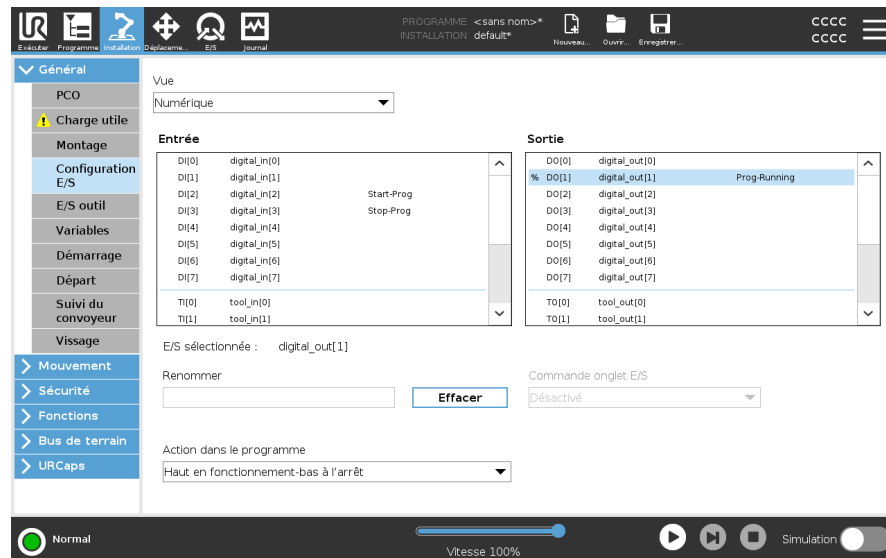 UR
Exécuter
Programme
Installation
Déplaceme...
E/S
Journal
PROGRAMME <sans nom>*
INSTALLATION default*
Nouveau...
Ouvrir...
Enregistrer...
CCCC
CCCC
Général
PCO
Charge utile
Montage
Configuration
E/S
E/S outil
Variables
Démarrage
Départ
Suivi du
convoyeur
Vissage
Mouvement
Sécurité
Fonctions
Bus de terrain
URCaps
Vue
Numérique
Entrée
DI[0] digital_in[0]
DI[1] digital_in[1]
DI[2] digital_in[2] Start-Prog
DI[3] digital_in[3] Stop-Prog
DI[4] digital_in[4]
DI[5] digital_in[5]
DI[6] digital_in[6]
DI[7] digital_in[7]
TI[0] tool_in[0]
TI[1] tool_in[1]
Sortie
DO[0] digital_out[0]
% DO[1] digital_out[1] Prog-Running
DO[2] digital_out[2]
DO[3] digital_out[3]
DO[4] digital_out[4]
DO[5] digital_out[5]
DO[6] digital_out[6]
DO[7] digital_out[7]
TO[0] tool_out[0]
TO[1] tool_out[1]
E/S sélectionnée : digital_out[1]
Renommer
Effacer
Commande onglet E/S
Désactivé
Action dans le programme
Haut en fonctionnement-bas à l'arrêt
Normal
Vitesse 100%
Simulation